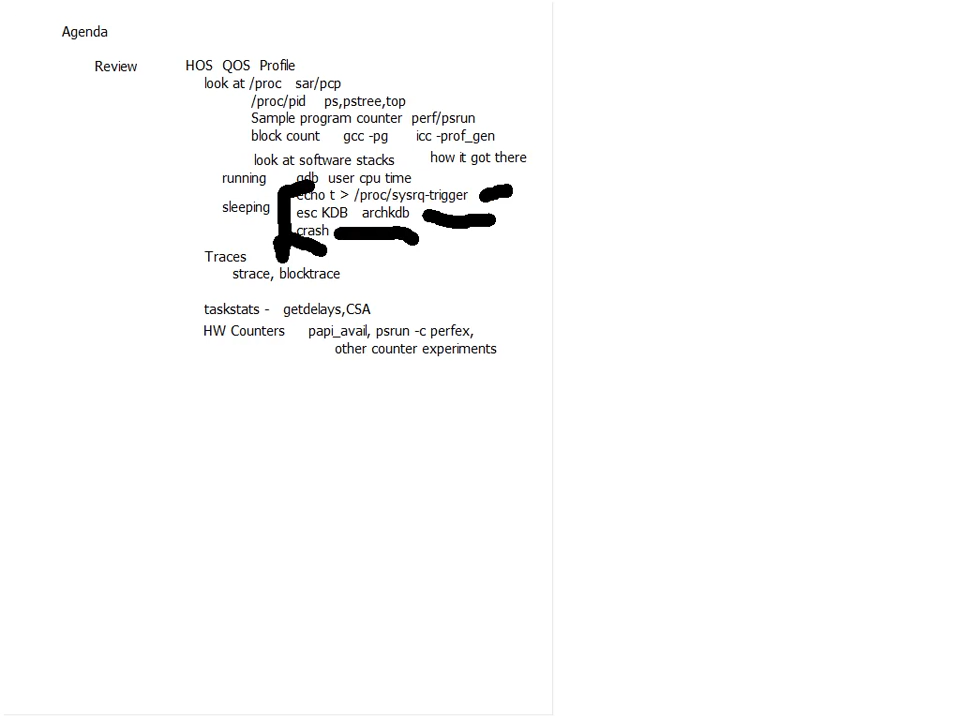 Agenda
Review HOS QOS Profile
look at /proc sar/pcp
/proc/pid ps,pstree,top
Sample program counter perf/psrun
block count gcc -pg icc -prof_gen
look at software stacks how it got there
running gdb user cpu time
echo t > /proc/sysrq-trigger
sleeping esc KDB archkdb
crash
Traces
strace, blocktrace
taskstats - getdelays,CSA
HW Counters papi_avail, psrun -c perfex,
other counter experiments